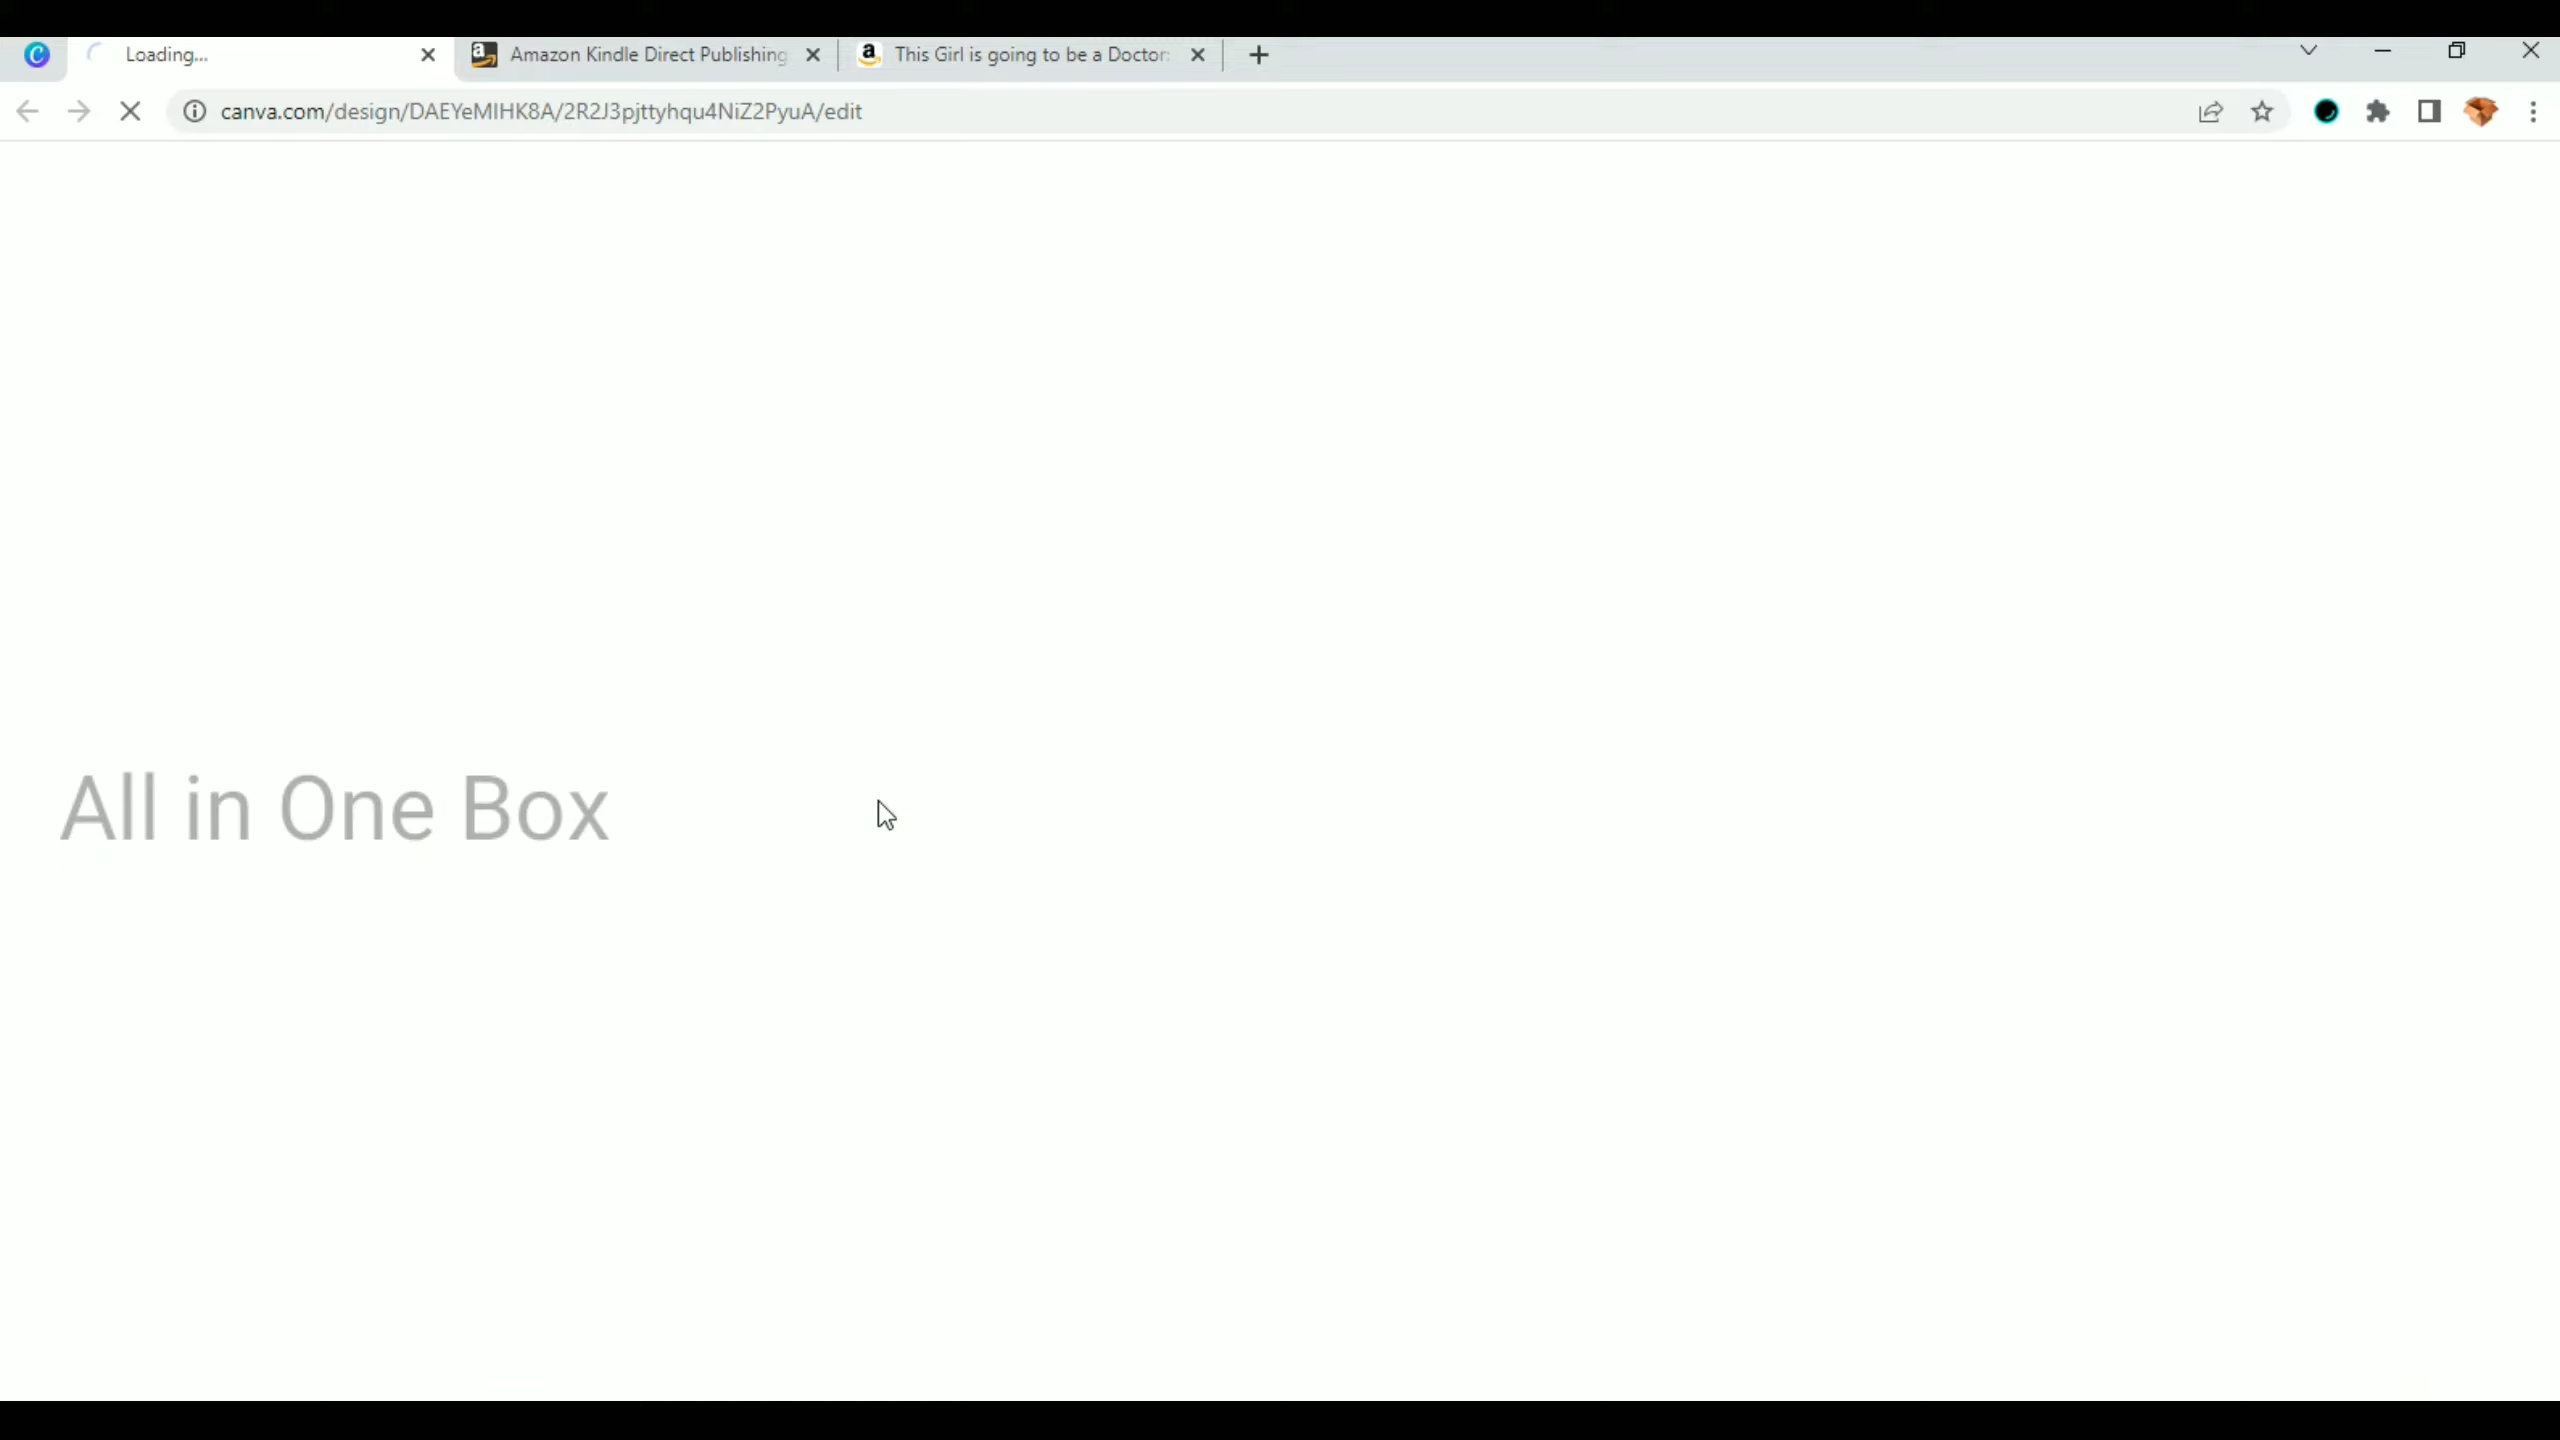 Loading...
Amazon Kindle Direct Publishing
This Girl is going to be a Doctor:
canva.com/design/DAEYeMIHK8A/2R2J3pjttyhqu4NiZ2PyuA/edit
All in One Box